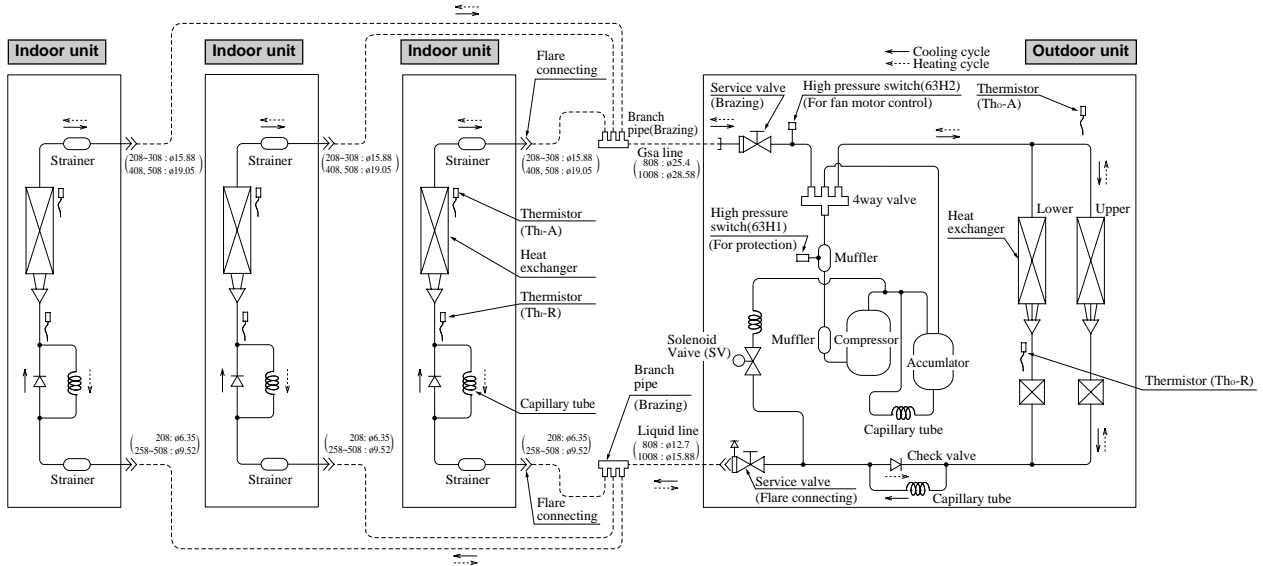 Indoor unit
Indoor unit
Indoor unit
Outdoor unit
Cooling cycle
Heating cycle
Flare
connecting
Service valve
(Brazing)
High pressure switch(63H2)
(For fan motor control)
Thermistor
(Tho-A)
Branch
pipe(Brazing)
Strainer
(208~308 : ø15.88
408, 508 : ø19.05)
Strainer
(208~308 : ø15.88
408, 508 : ø19.05)
Strainer
(208~308 : ø15.88
408, 508 : ø19.05)
Gsa line
(808 : ø25.4
1008 : ø28.58)
4way valve
Lower
Upper
Heat
exchanger
Thermistor
(ThI-A)
High pressure
switch(63H1)
(For protection)
Muffler
Heat
exchanger
Thermistor
(ThI-R)
Solenoid
Vaive (SV)
Muffler
Compressor
Accumlator
Branch
pipe
(Brazing)
Capillary tube
Thermistor (Tho-R)
Capillary tube
(208: ø6.35
258~508 : ø9.52)
Strainer
(208: ø6.35
258~508 : ø9.52)
Strainer
(208: ø6.35
258~508 : ø9.52)
Strainer
Liquid line
(808 : ø12.7
1008 : ø15.88)
Check valve
Service valve
(Flare connecting)
Capillary tube
Flare
connecting